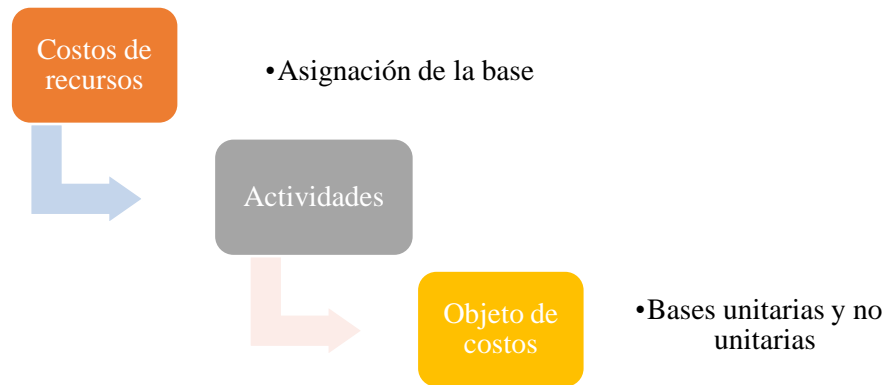 Costos de
recursos
•Asignación de la base
Actividades
Objeto de
costos
•Bases unitarias y no
unitarias